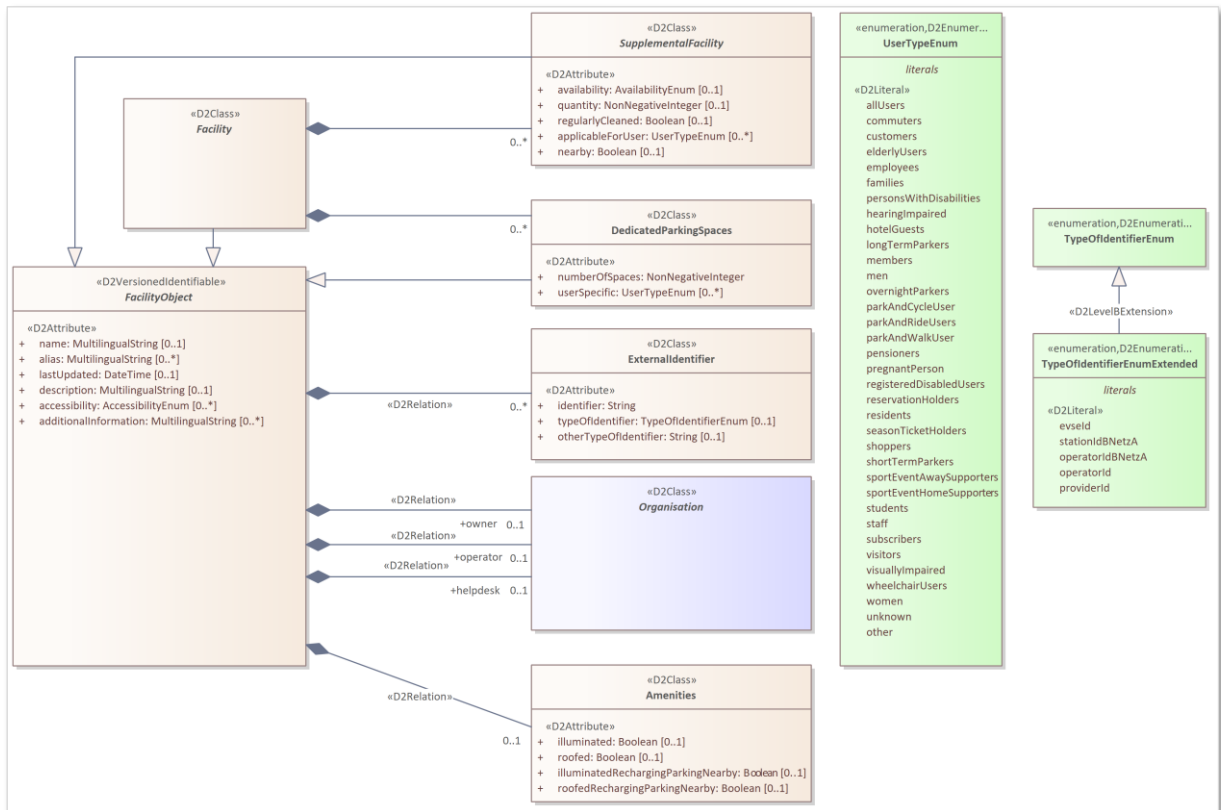 «D2Class»
SupplementalFacility
«D2Attribute»
+ availability: AvailabilityEnum [0..1]
+ quantity: NonNegativeInteger [0..1]
+ regularlyCleaned: Boolean [0..1]
+ applicableForUser: UserTypeEnum [0..*]
+ nearby: Boolean [0..1]
«D2Class»
Facility
0..*
0..*
«D2Class»
DedicatedParkingSpaces
«D2Attribute»
+ numberOfSpaces: NonNegativeInteger
+ userSpecific: UserTypeEnum [0..*]
«D2VersionedIdentifiable»
FacilityObject
«D2Attribute»
+ name: MultilingualString [0..1]
+ alias: MultilingualString [0..*]
+ lastUpdated: DateTime [0..1]
+ description: MultilingualString [0..1]
+ accessibility: AccessibilityEnum [0..*]
+ additionalInformation: MultilingualString [0..*]
«D2Relation»
0..*
«D2Class»
ExternalIdentifier
«D2Attribute»
+ identifier: String
+ typeOfIdentifier: TypeOfIdentifierEnum [0..1]
+ otherTypeOfIdentifier: String [0..1]
«D2Relation»
+owner 0..1
«D2Relation»
+operator 0..1
«D2Relation»
+helpdesk 0..1
«D2Class»
Organisation
«D2Relation»
0..1
«D2Class»
Amenities
«D2Attribute»
+ illuminated: Boolean [0..1]
+ roofed: Boolean [0..1]
+ illuminatedRechargingParkingNearby: Boolean [0..1]
+ roofedRechargingParkingNearby: Boolean [0..1]
«enumeration,D2Enumer...
UserTypeEnum
literals
«D2Literal»
allUsers
commuters
customers
elderlyUsers
employees
families
personsWithDisabilities
hearingImpaired
hotelGuests
longTermParkers
members
men
overnightParkers
parkAndCycleUser
parkAndRideUsers
parkAndWalkUser
pensioners
pregnantPerson
registeredDisabledUsers
reservationHolders
residents
seasonTicketHolders
shoppers
shortTermParkers
sportEventAwaySupporters
sportEventHomeSupporters
students
staff
subscribers
visitors
visuallyImpaired
wheelchairUsers
women
unknown
other
«enumeration,D2Enumerati...
TypeOfIdentifierEnum
«D2LevelBExtension»
«enumeration,D2Enumerati...
TypeOfIdentifierEnumExtended
literals
«D2Literal»
evseId
stationIdBNetzA
operatorIdBNetzA
operatorId
providerId